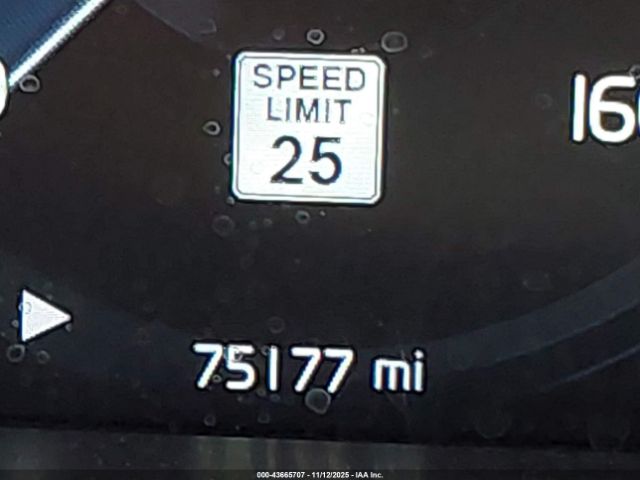 SPEED
LIMIT
25
75177 mi
000-43665707 - 11/12/2025 - IAA Inc.